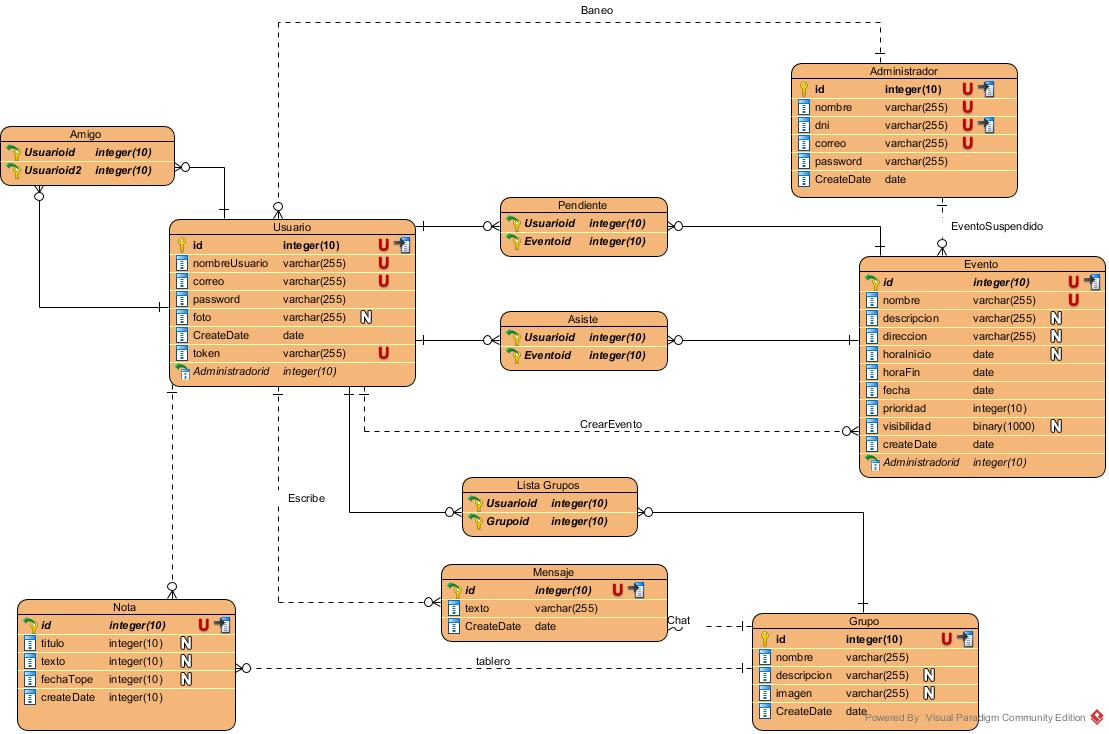 Baneo
Administrador
id integer(10) U
nombre varchar(255) U
dni varchar(255) U
correo varchar(255) U
password varchar(255)
CreateDate date
Amigo
Usuarioid integer(10)
Usuarioid2 integer(10)
Pendiente
Usuarioid integer(10)
Eventoid integer(10)
EventoSuspendido
Usuario
id integer(10) U
nombreUsuario varchar(255) U
correo varchar(255) U
password varchar(255)
foto varchar(255) N
CreateDate date
token varchar(255) U
Administradorid integer(10)
Evento
id integer(10) U
nombre varchar(255) U
descripcion varchar(255) N
direccion varchar(255) N
horaInicio date N
horaFin date
fecha date
prioridad integer(10)
visibilidad binary(1000) N
createDate date
Administradorid integer(10)
Asiste
Usuarioid integer(10)
Eventoid integer(10)
CrearEvento
Escribe
Lista Grupos
Usuarioid integer(10)
Grupoid integer(10)
Mensaje
id integer(10) U
texto varchar(255)
CreateDate date
Chat
Nota
id integer(10) U
titulo integer(10) N
texto integer(10) N
fechaTope integer(10) N
createDate integer(10)
tablero
Grupo
id integer(10) U
nombre varchar(255)
descripcion varchar(255) N
imagen varchar(255) N
CreateDate date
Powered By Visual Paradigm Community Edition